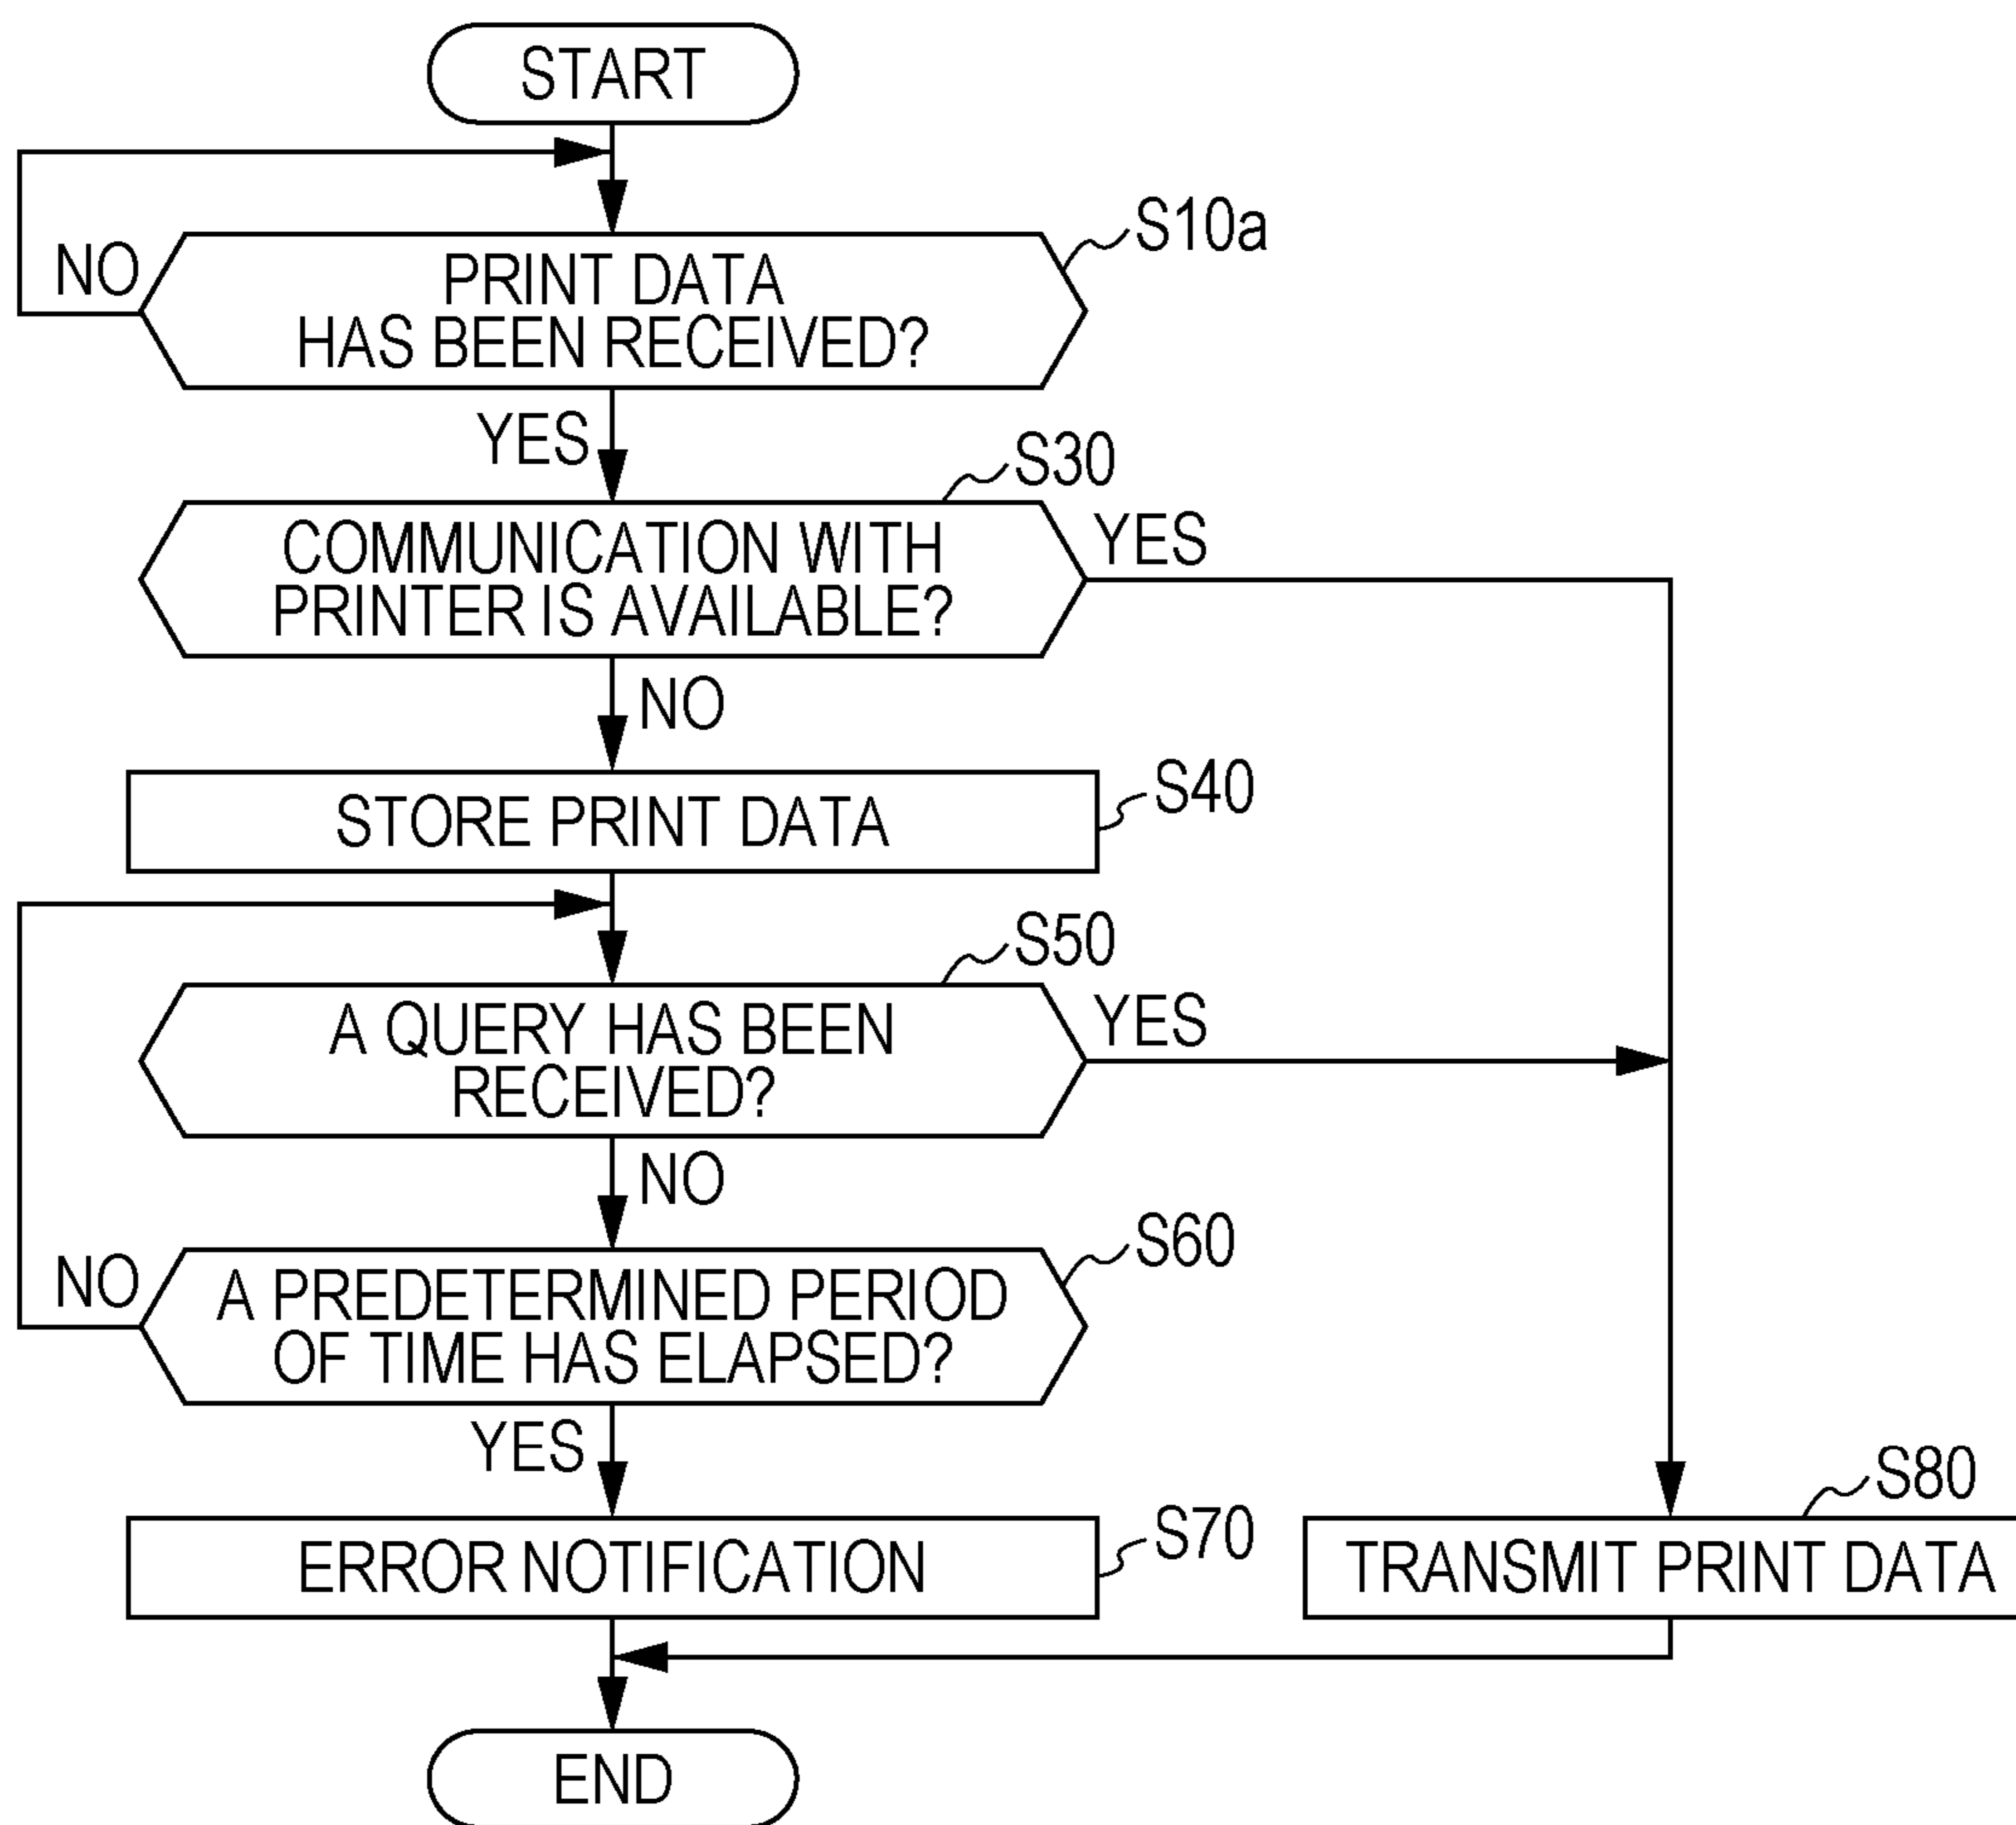 START
S10a
NO
PRINT DATA
HAS BEEN RECEIVED?
YES
S30
COMMUNICATION WITH
PRINTER IS AVAILABLE?
YES
NO
STORE PRINT DATA
S40
S50
A QUERY HAS BEEN
RECEIVED?
YES
NO
S60
NO
A PREDETERMINED PERIOD
OF TIME HAS ELAPSED?
YES
ERROR NOTIFICATION
S70
S80
TRANSMIT PRINT DATA
END